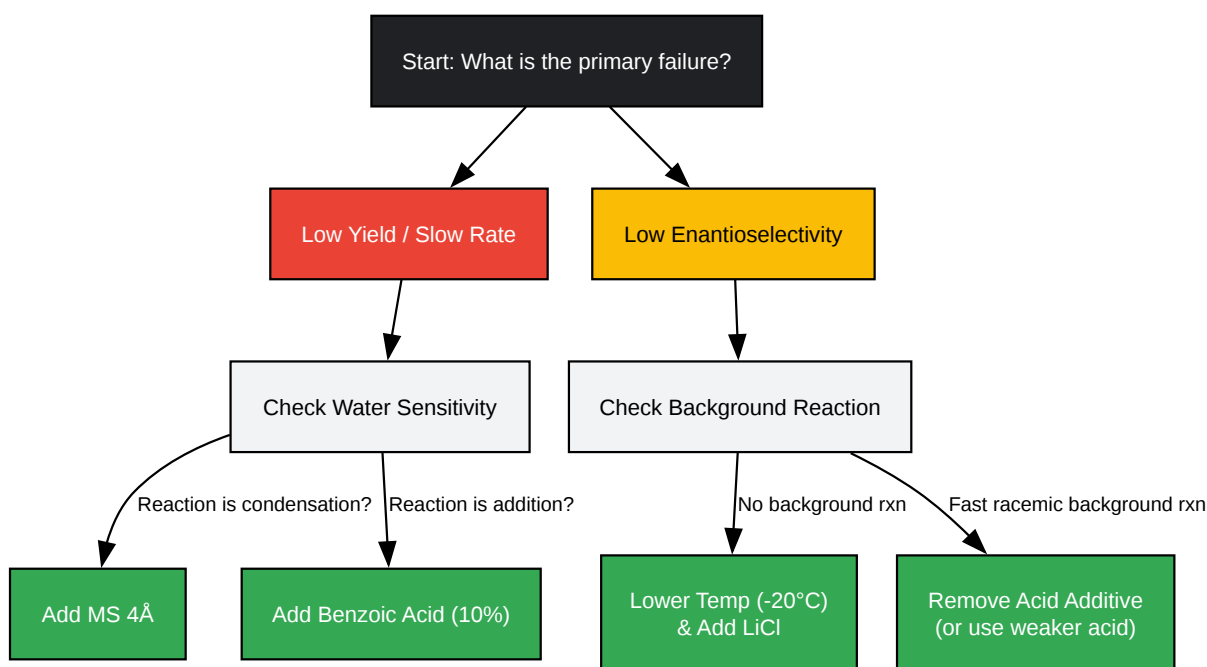 Start: What is the primary failure?
Low Yield / Slow Rate
Low Enantioselectivity
Check Water Sensitivity
Check Background Reaction
Reaction is condensation?
Reaction is addition?
No background rxn
Fast racemic background rxn
Add MS 4Å
Add Benzoic Acid (10%)
Lower Temp (-20°C)
& Add LiCl
Remove Acid Additive
(or use weaker acid)